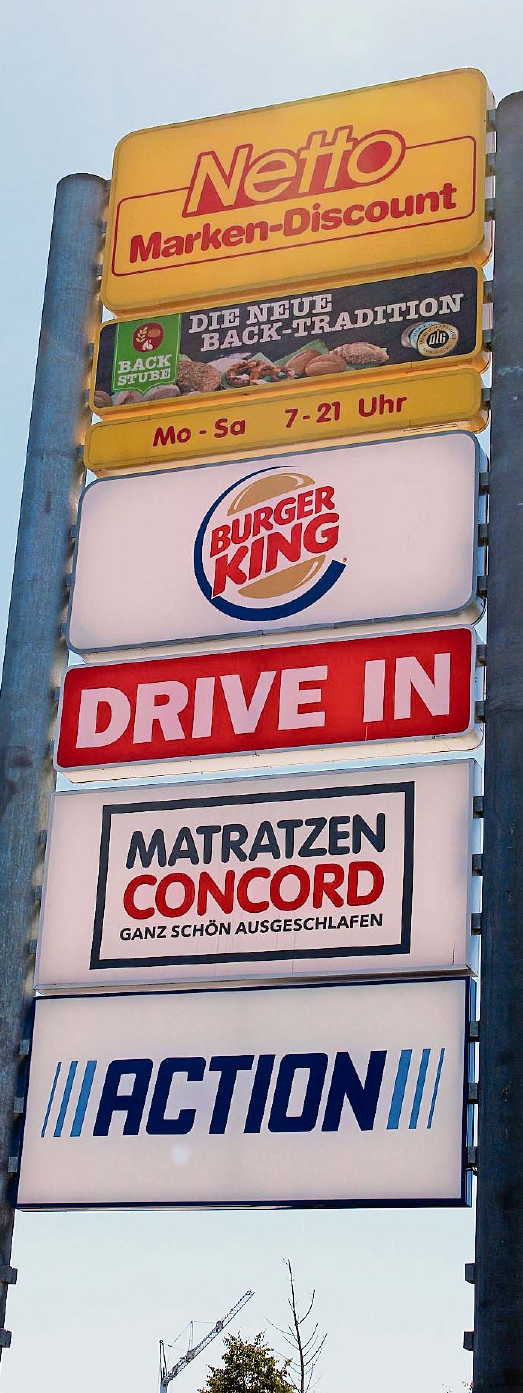 Netto
Marken-Discount
DIE NEUE
BACK-TRADITION
BACK
STUBE
DLG
Mo - Sa 7 - 21 Uhr
BURGER
KING
DRIVE IN
MATRATZEN
CONCORD
GANZ SCHÖN AUSGESCHLAFEN
ACTION